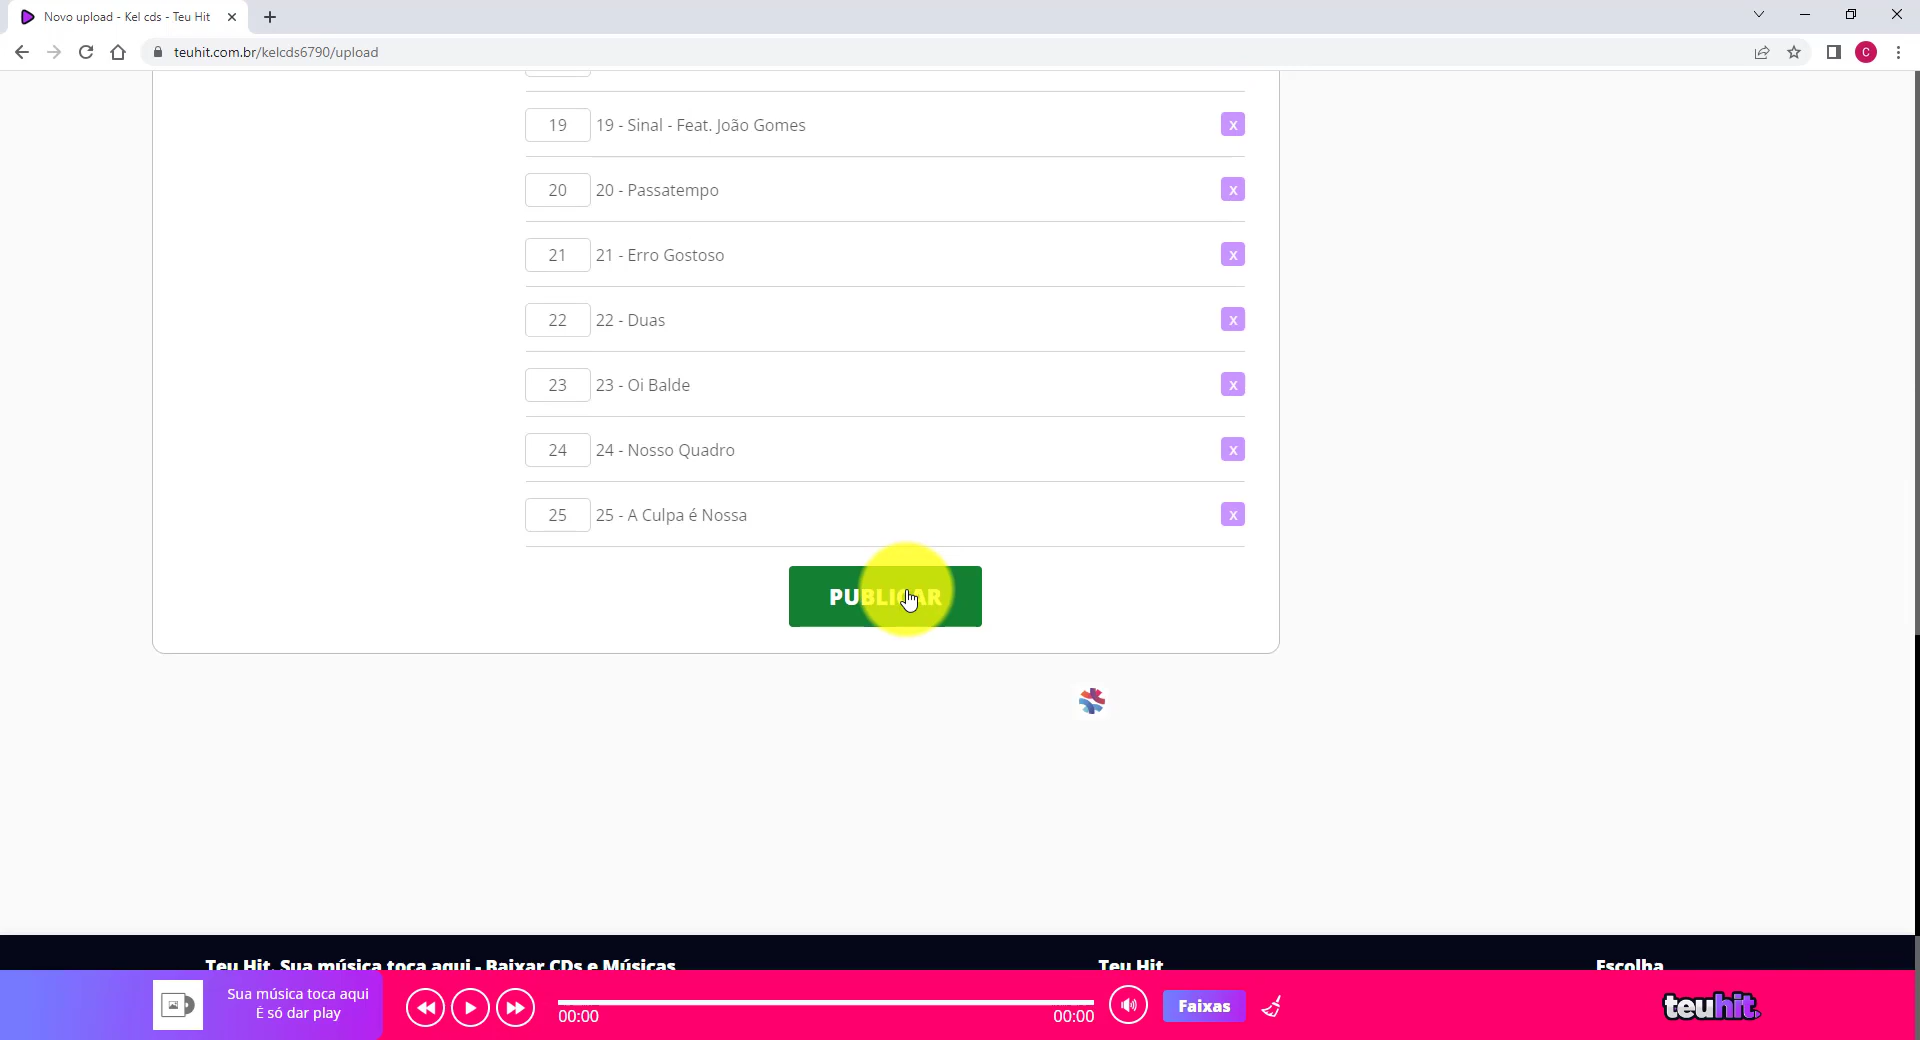 Novo upload - Kel cds - Teu Hit
teuhit.com.br/kelcds6790/upload
C
19 19 - Sinal - Feat. João Gomes x
20 20 - Passatempo x
21 21 - Erro Gostoso x
22 22 - Duas x
23 23 - Oi Balde x
24 24 - Nosso Quadro x
25 25 - A Culpa é Nossa x
PUBLICAR
Teu Hit. Sua música toca aqui - Baixar CDs e Músicas Teu Hit Escolha
Sua música toca aqui
É só dar play
00:00 00:00
Faixas
teuhit.